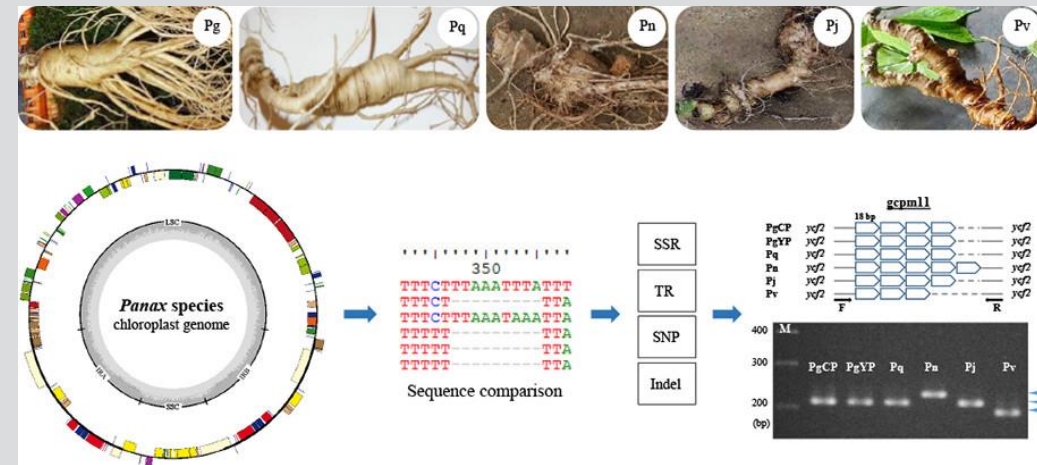 Pg
Pq
Pn
Pj
Pv
LSC
IRA
IRB
SSC
Panax species
chloroplast genome
350
TTTCTTTAAATTTATTT
TTTCT------------TTA
TTTCTTTAAATAAATTA
TTTTT------------TTA
TTTTT------------TTA
TTTTT------------TTA
Sequence comparison
SSR
TR
SNP
Indel
gcpm11
18 bp
PgCP ycf2 ycf2
PgYP ycf2 ycf2
Pq ycf2 ycf2
Pn ycf2 ycf2
Pj ycf2 ycf2
Pv ycf2 ycf2
F R
400 M
300
PgCP PgYP Pq Pn Pj Pv
200
(bp)